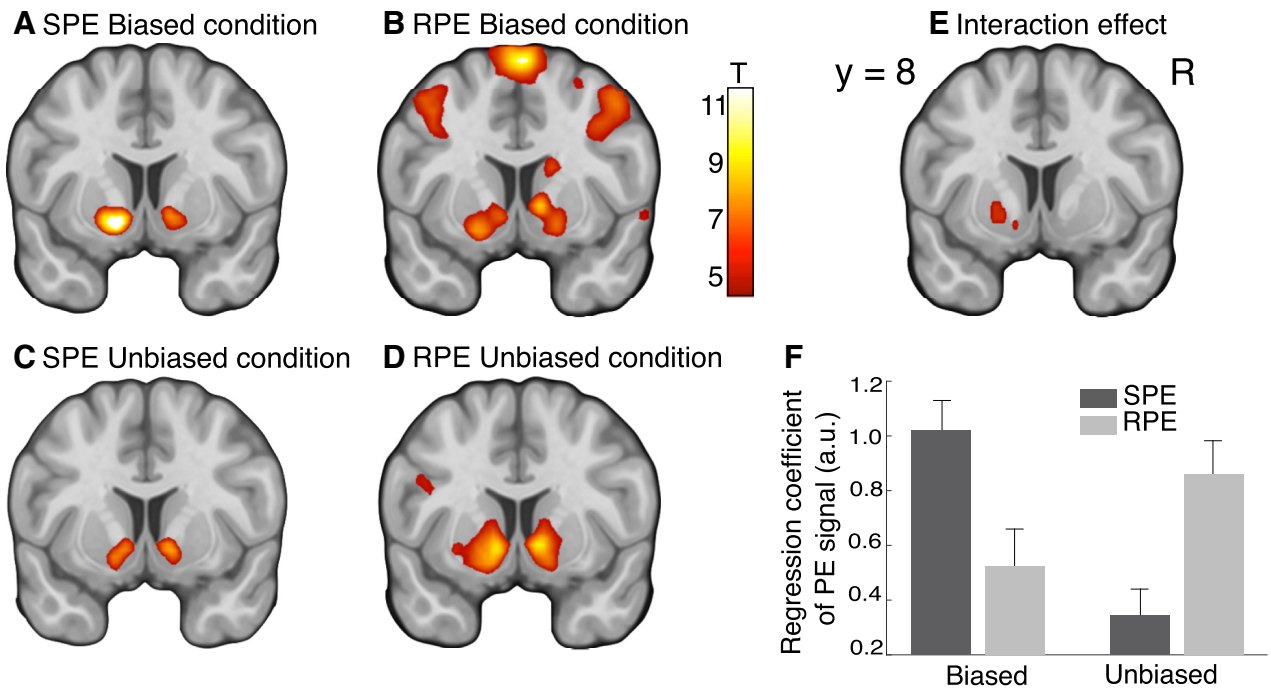 A SPE Biased condition
B RPE Biased condition
T
11
9
7
5
E Interaction effect
y = 8
R
C SPE Unbiased condition
D RPE Unbiased condition
F
Regression coefficient
of PE signal (a.u.)
1.2
1.0
0.8
0.6
0.4
0.2
SPE
RPE
Biased
Unbiased